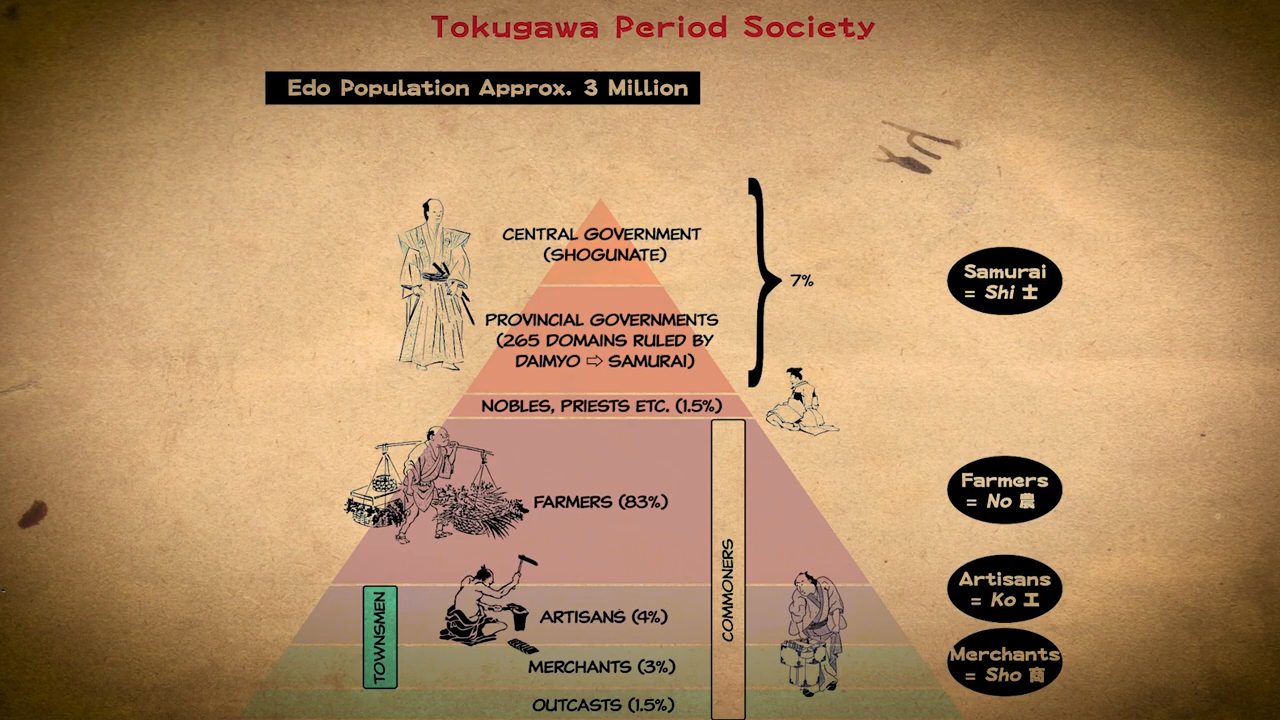 Tokugawa Period Society
Edo Population Approx. 3 Million
CENTRAL GOVERNMENT
(SHOGUNATE)
7%
Samurai
= Shi 士
PROVINCIAL GOVERNMENTS
(265 DOMAINS RULED BY
DAIMYO ⇨ SAMURAI)
NOBLES, PRIESTS ETC. (1.5%)
FARMERS (83%)
Farmers
= No 農
COMMONERS
TOWNSMEN
ARTISANS (4%)
Artisans
= Ko 工
MERCHANTS (3%)
Merchants
= Sho 商
OUTCASTS (1.5%)